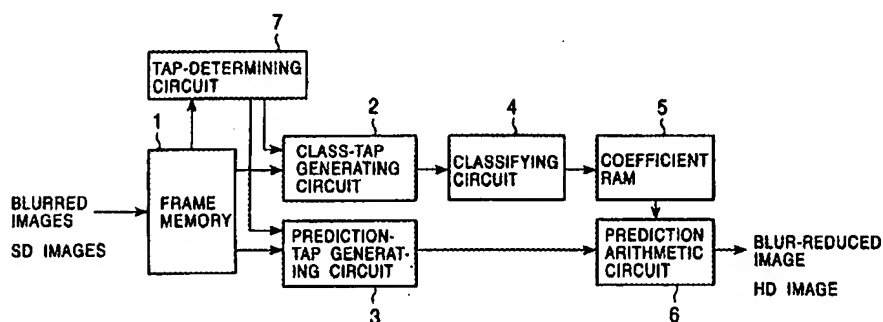 7
TAP-DETERMINING
CIRCUIT
1
FRAME
MEMORY
BLURRED
IMAGES
SD IMAGES
2
CLASS-TAP
GENERATING
CIRCUIT
4
CLASSIFYING
CIRCUIT
5
COEFFICIENT
RAM
PREDICTION-
TAP GENERAT-
ING CIRCUIT
3
PREDICTION
ARITHMETIC
CIRCUIT
6
BLUR-REDUCED
IMAGE
HD IMAGE